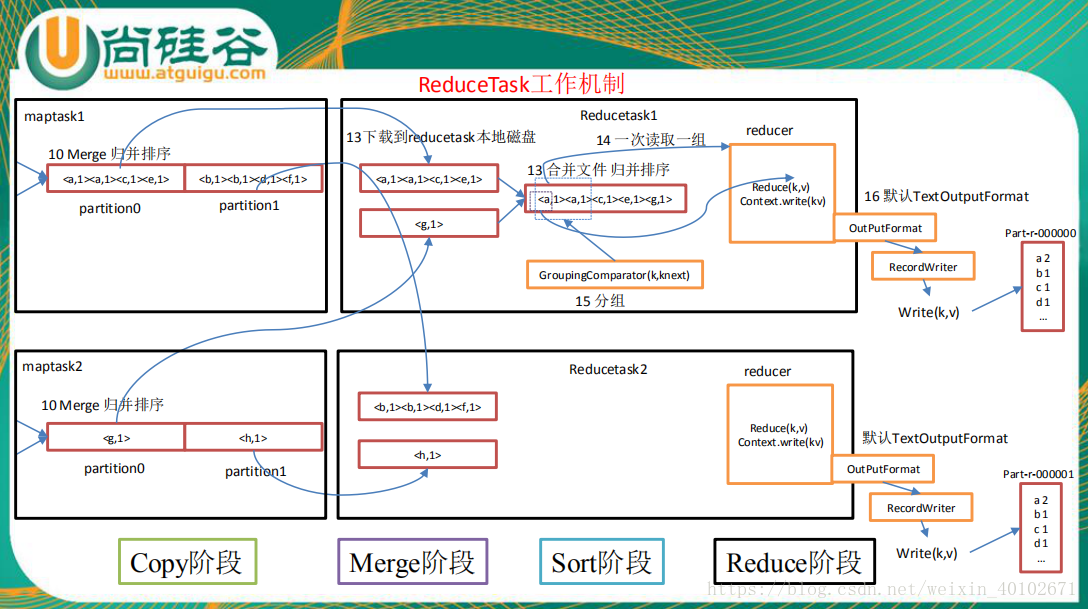 尚硅谷
www.atguigu.com
ReduceTask工作机制
maptask1
10 Merge 归并排序
<a,1><a,1><c,1><e,1>
<b,1><b,1><d,1><f,1>
partition0
partition1
Reducetask1
13下载到reducetask本地磁盘
<a,1><a,1><c,1><e,1>
<g,1>
14 一次读取一组
13 合并文件 归并排序
<a,1><a,1><c,1><e,1><g,1>
GroupingComparator(k,knext)
15 分组
reducer
Reduce(k,v)
Context.write(kv)
16 默认TextOutputFormat
OutPutFormat
RecordWriter
Write(k,v)
Part-r-000000
a 2
b 1
c 1
d 1
...
maptask2
10 Merge 归并排序
<g,1>
<h,1>
partition0
partition1
Reducetask2
<b,1><b,1><d,1><f,1>
<h,1>
reducer
Reduce(k,v)
Context.write(kv)
默认TextOutputFormat
OutPutFormat
RecordWriter
Write(k,v)
Part-r-000001
a 2
b 1
c 1
d 1
...
Copy阶段
Merge阶段
Sort阶段
Reduce阶段
https://blog.csdn.net/weixin_40102671